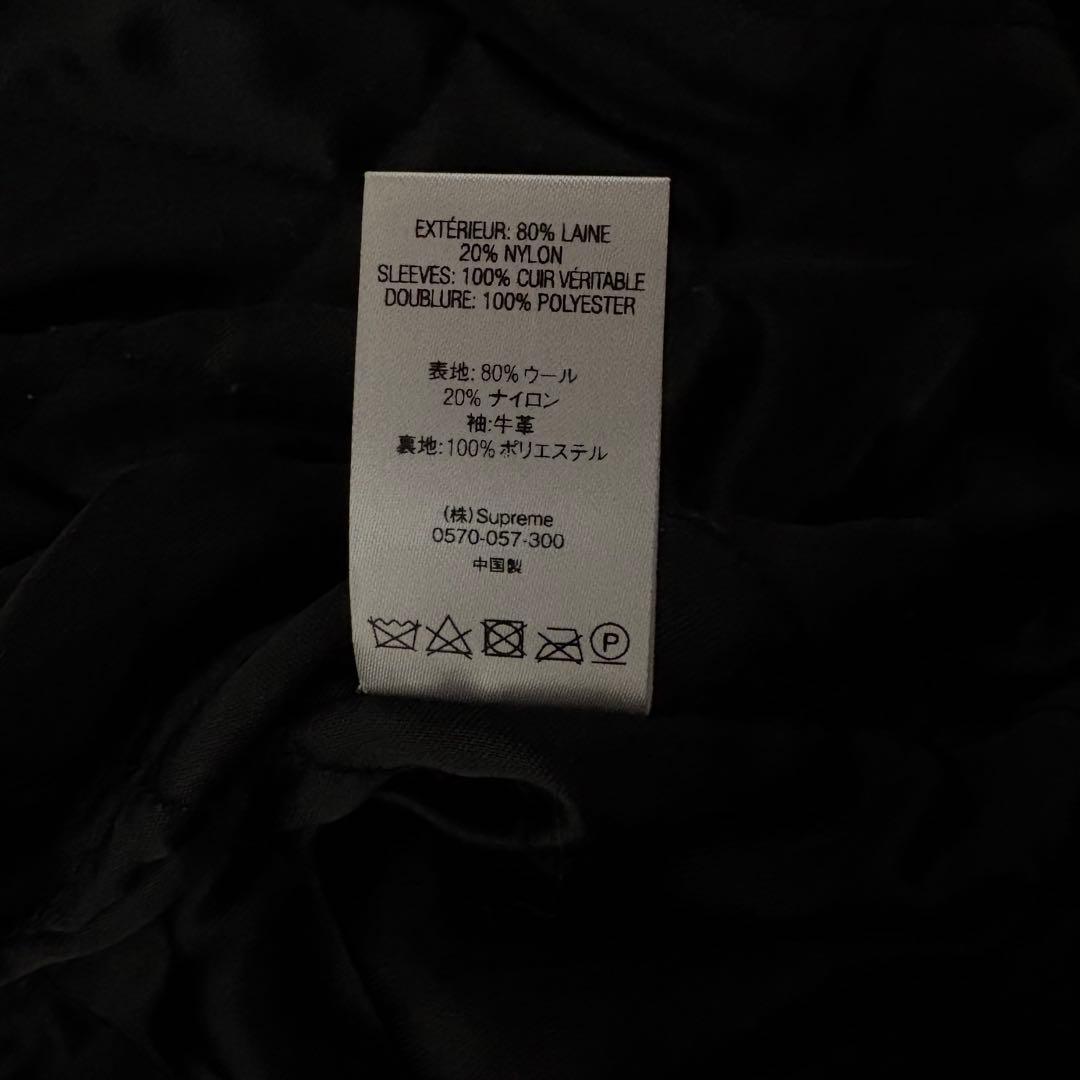 EXTÉRIEUR: 80% LAINE
20% NYLON
SLEEVES: 100% CUIR VÉRITABLE
DOUBLURE: 100% POLYESTER
表地: 80% ウール
20% ナイロン
袖:牛革
裏地:100% ポリエステル
(株)Supreme
0570-057-300
中国製
P